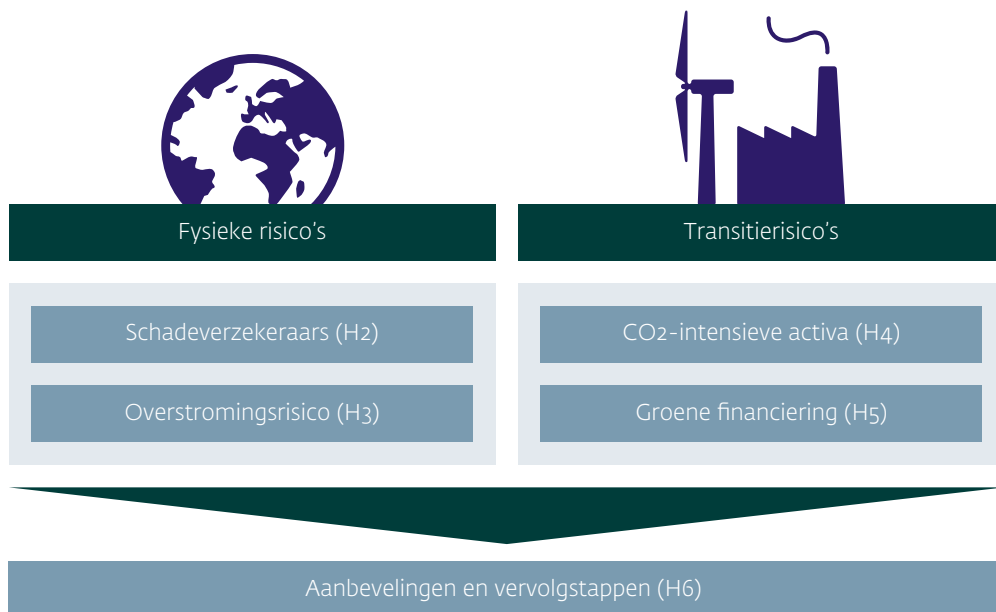 Fysieke risico's
Transitierisico's
Schadeverzekeraars (H2)
Overstromingsrisico (H3)
CO2-intensieve activa (H4)
Groene financiering (H5)
Aanbevelingen en vervolgstappen (H6)